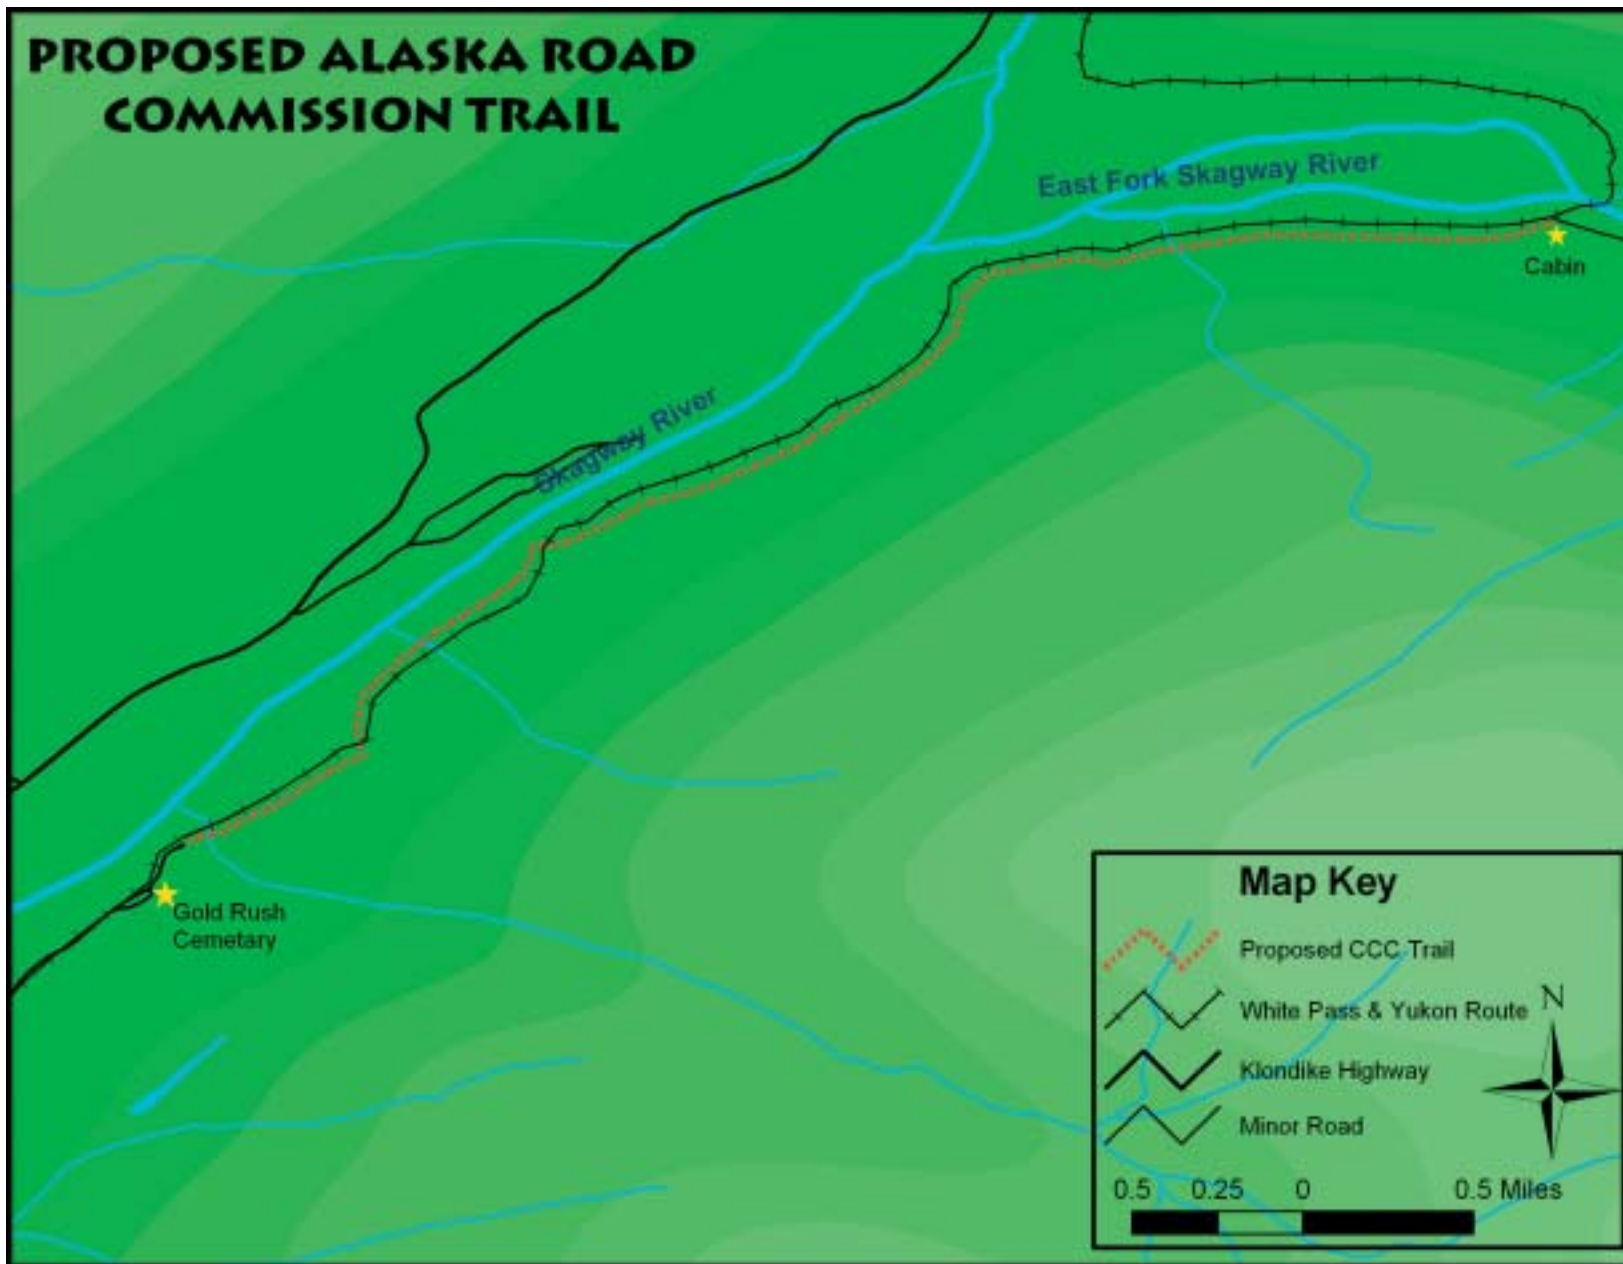 PROPOSED ALASKA ROAD
COMMISSION TRAIL
East Fork Skagway River
Cabin
Skagway River
Gold Rush
Cemetary
Map Key
Proposed CCC Trail
White Pass & Yukon Route
Klondike Highway
Minor Road
N
0.5 0.25 0 0.5 Miles